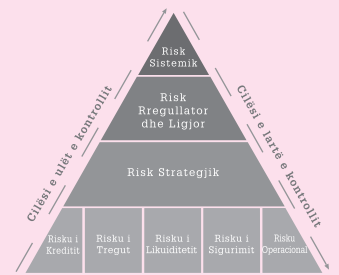 Risk
Sistemik
Risk
Rregullator
dhe Ligjor
Risk Strategjik
Risku i
Kreditit
Risku i
Tregut
Risku i
Likuiditetit
Risku i
Sigurimit
Risku
Operacional
Cilësi e ulët e kontrollit
Cilësi e lartë e kontrollit